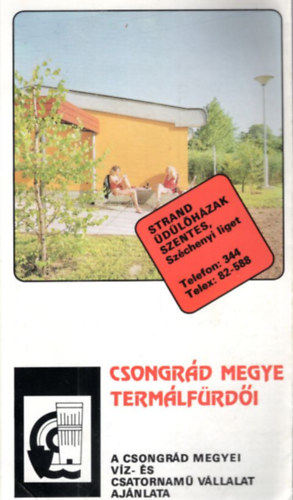 STRAND
ÜDÜLŐHÁZAK
SZENTES,
Széchenyi liget
Telefon: 344
Telex: 82-588
CSONGRÁD MEGYE
TERMÁLFÜRDŐI
A CSONGRÁD MEGYEI
VÍZ- ÉS
CSATORNAMŰ VÁLLALAT
AJÁNLATA